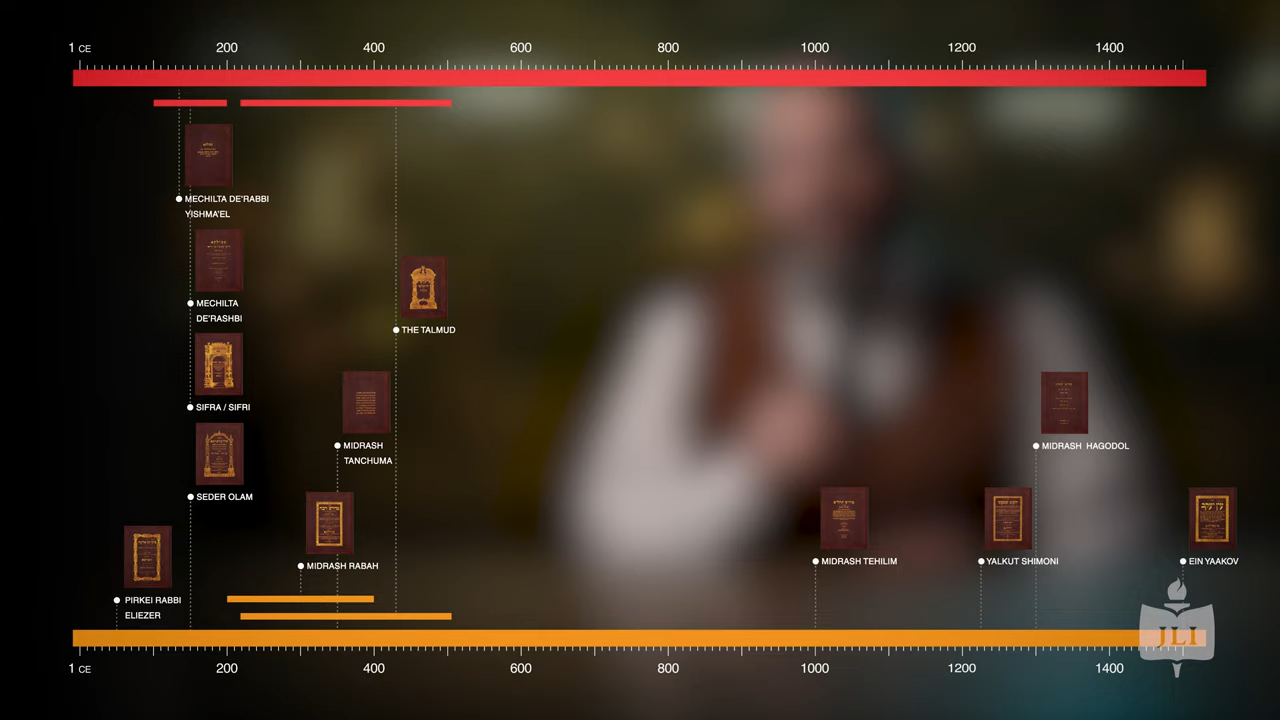 1 CE 200 400 600 800 1000 1200 1400
MECHILTA DE'RABBI
YISHMA'EL
MECHILTA
DE'RASHBI
THE TALMUD
SIFRA / SIFRI
MIDRASH
TANCHUMA
MIDRASH HAGODOL
SEDER OLAM
MIDRASH RABAH
MIDRASH TEHILIM
YALKUT SHIMONI
EIN YAAKOV
PIRKEI RABBI
ELIEZER
JLI
1 CE 200 400 600 800 1000 1200 1400